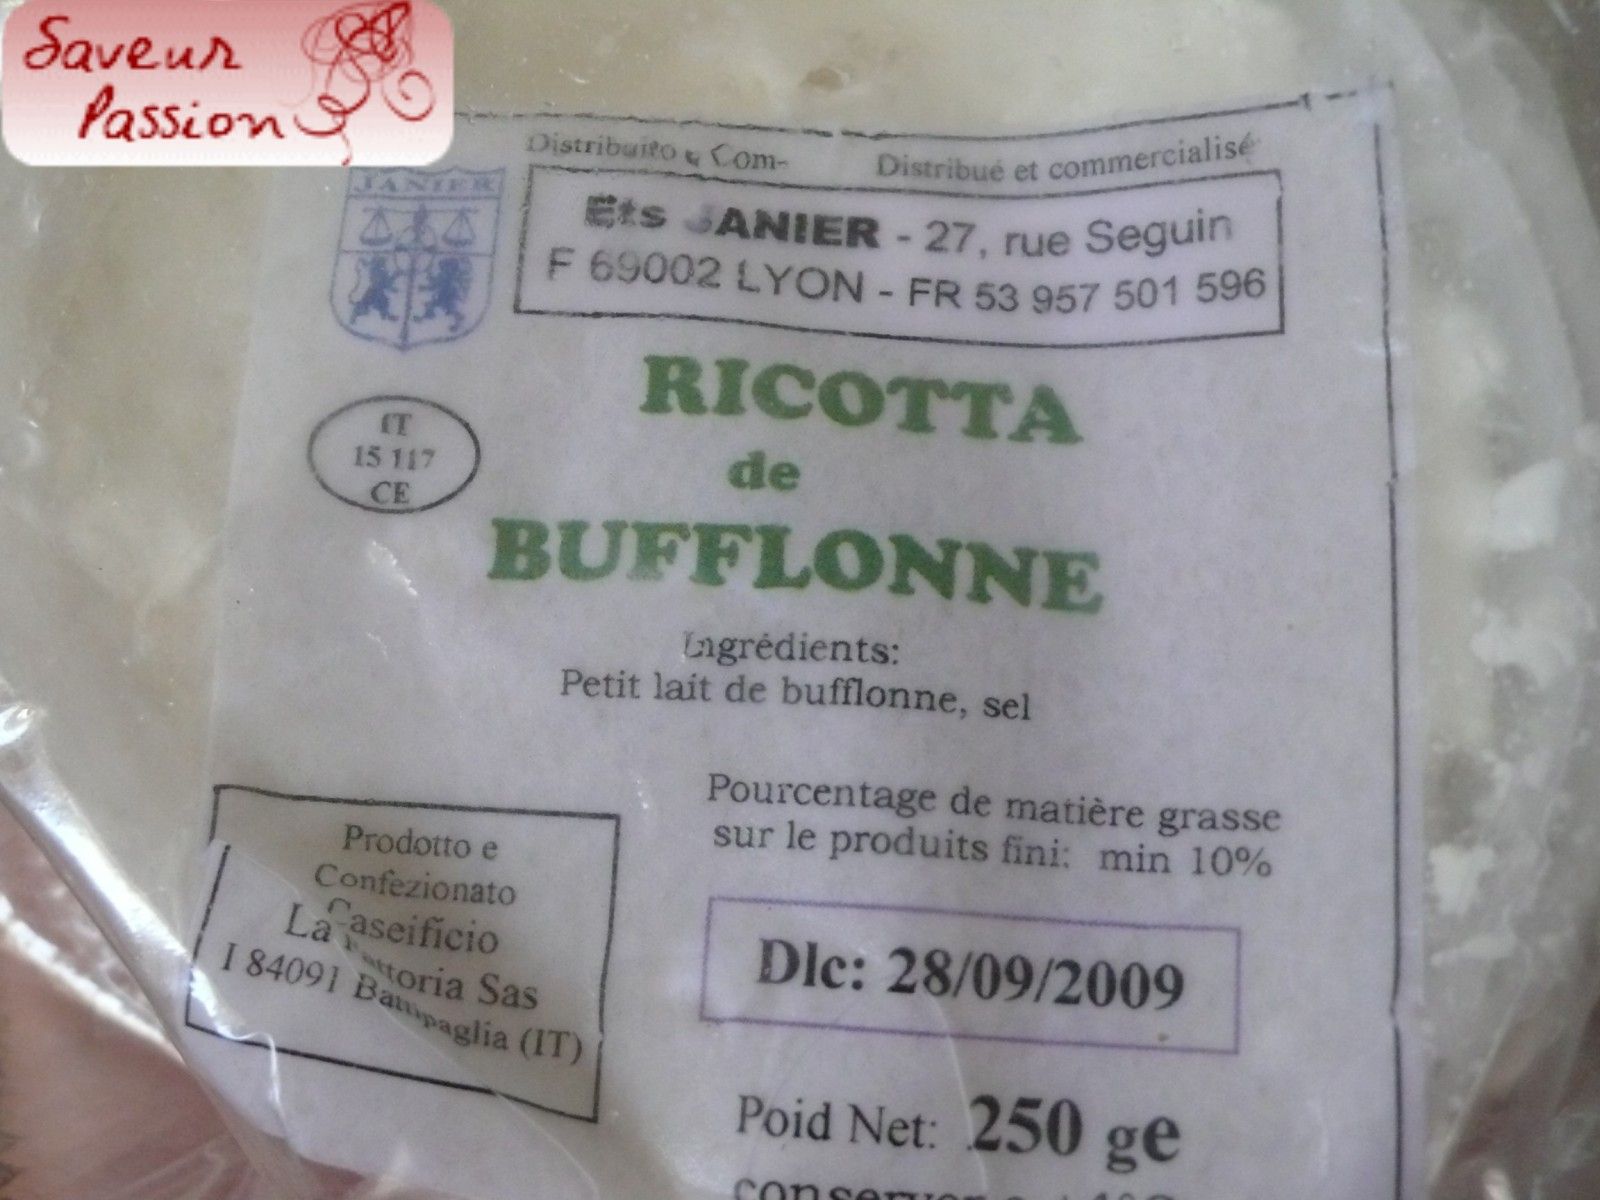 Saveur
Passion
JANIER
Distribuito e Com-
Distribué et commercialisé
Ets JANIER - 27, rue Seguin
F 69002 LYON - FR 53 957 501 596
IT
15 117
CE
RICOTTA
de
BUFFLONNE
Ingrédients:
Petit lait de bufflonne, sel
Pourcentage de matière grasse
sur le produits fini: min 10%
Prodotto e
Confezionato
La Caseificio
Fattoria Sas
I 84091 Battipaglia (IT)
Dlc: 28/09/2009
Poid Net: 250 ge